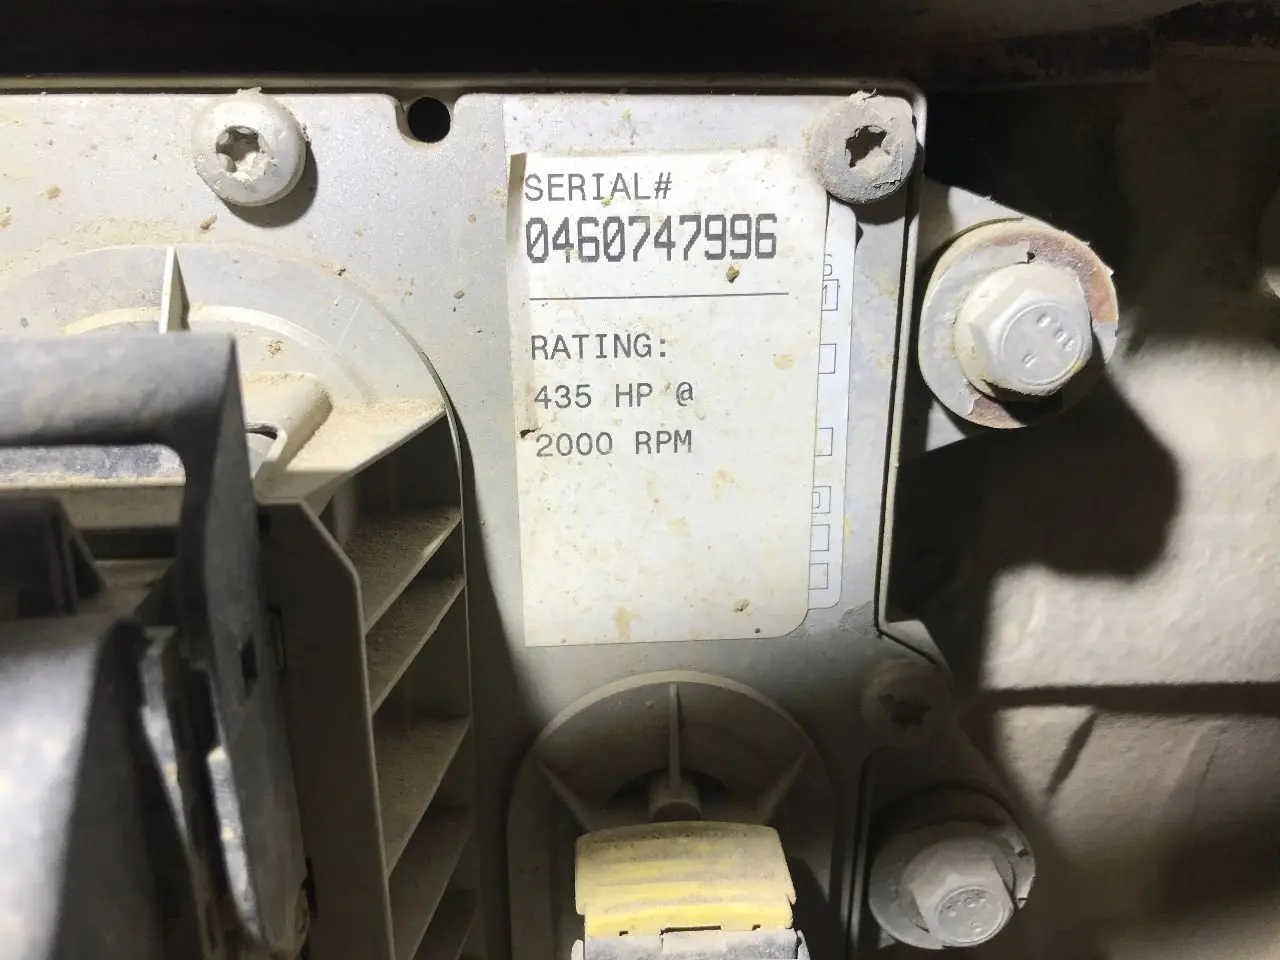 SERIAL#
0460747996
RATING:
435 HP @
2000 RPM